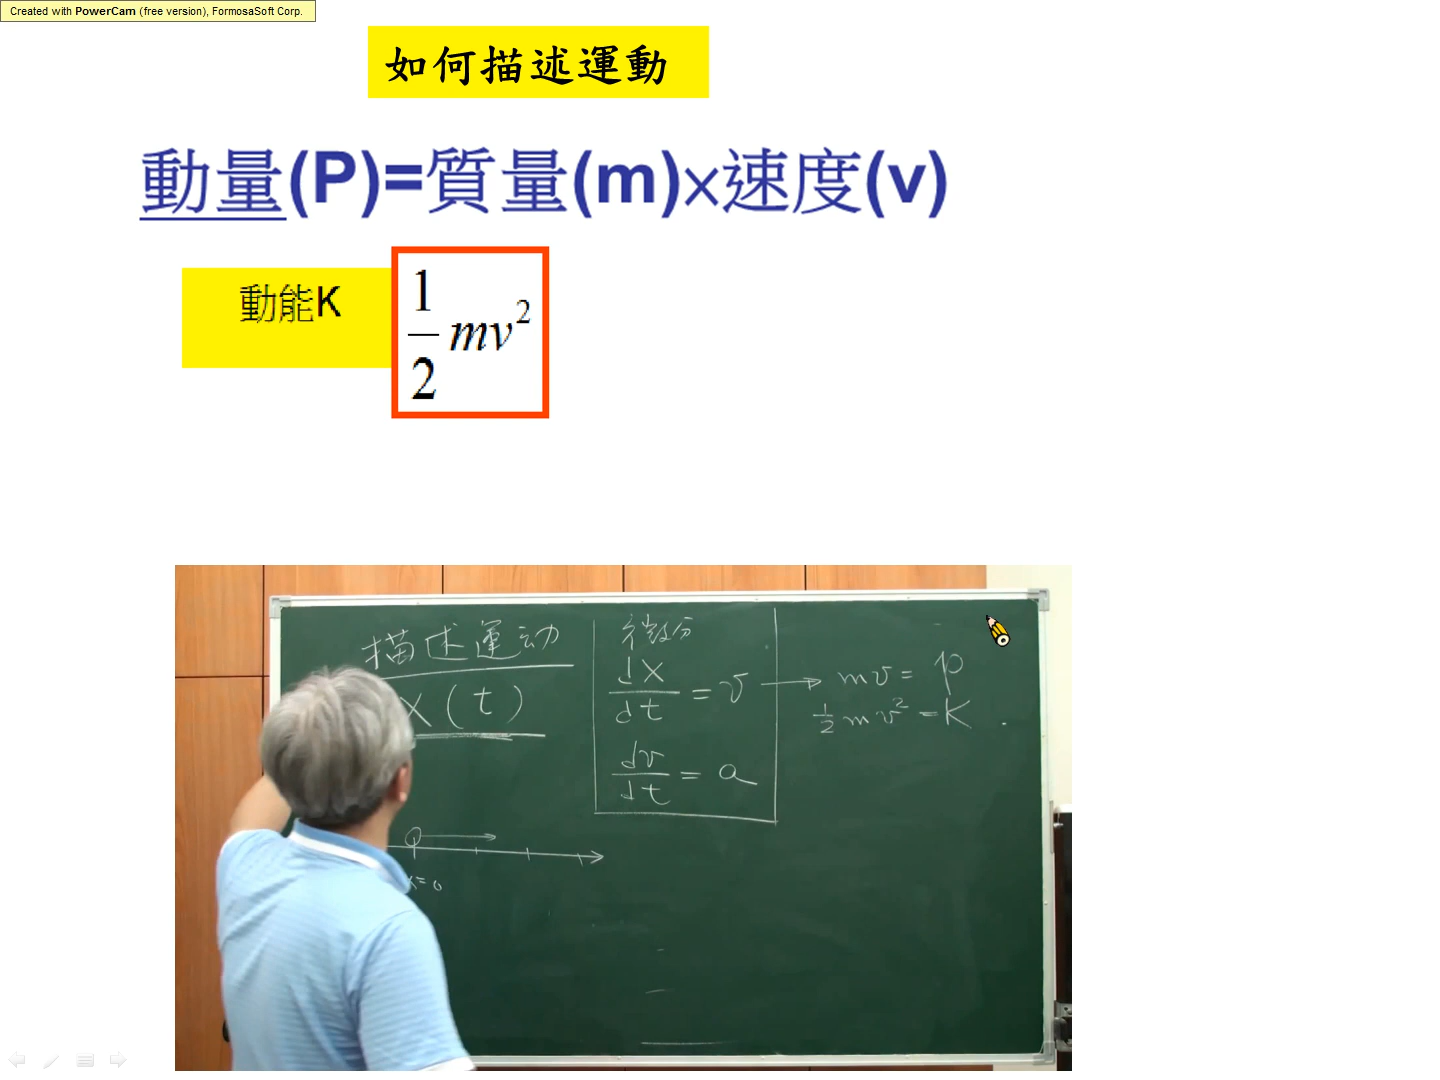 Created with PowerCam (free version), FormosaSoft Corp.
如何描述運動
動量(P)=質量(m)×速度(v)
動能K
1/2 mv²
描述運动
x(t)
x=0
微分
dx/dt = v
dv/dt = a
→ mv = p
1/2 mv² = K